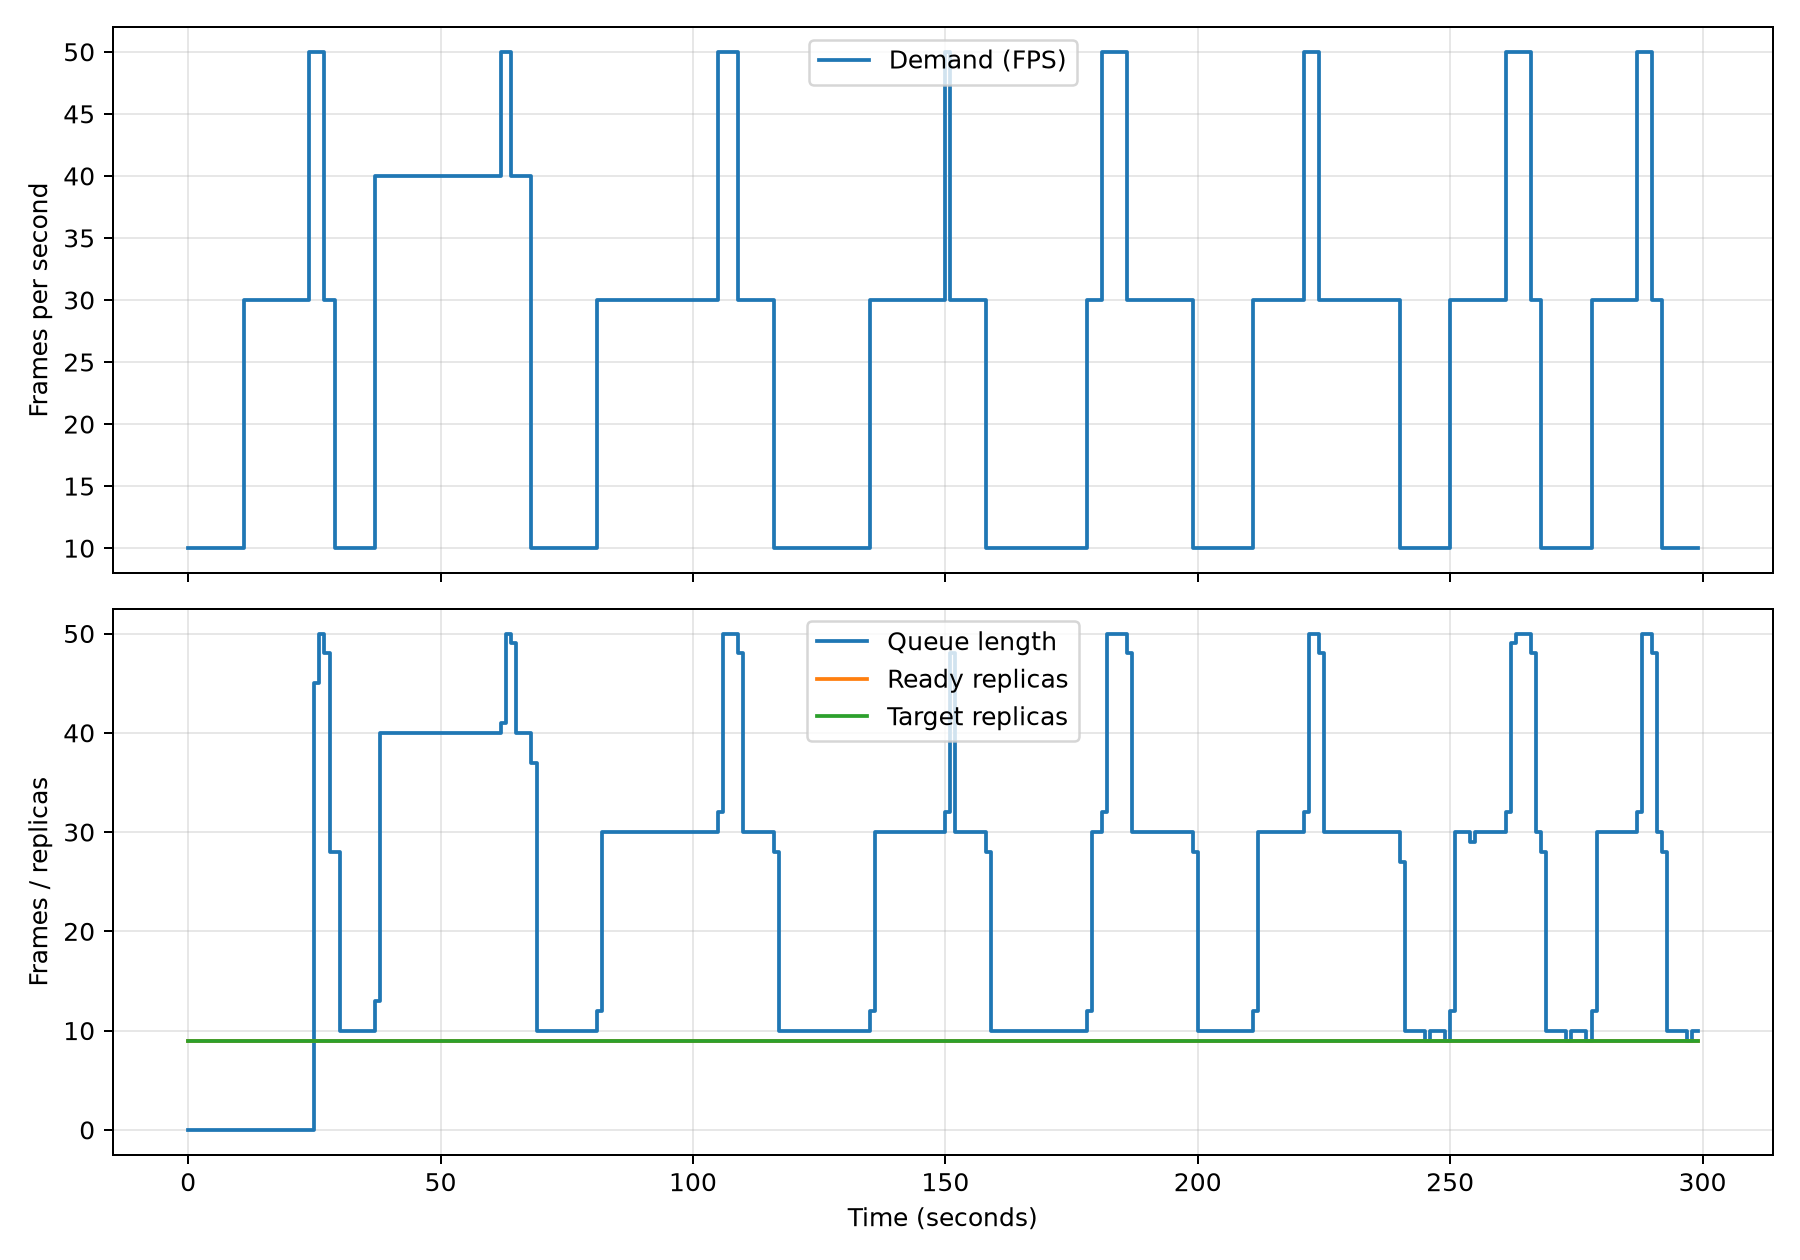 Demand (FPS)
50
45
40
35
30
25
20
15
10
Frames per second
Queue length
Ready replicas
Target replicas
50
40
30
20
10
0
Frames / replicas
0 50 100 150 200 250 300
Time (seconds)